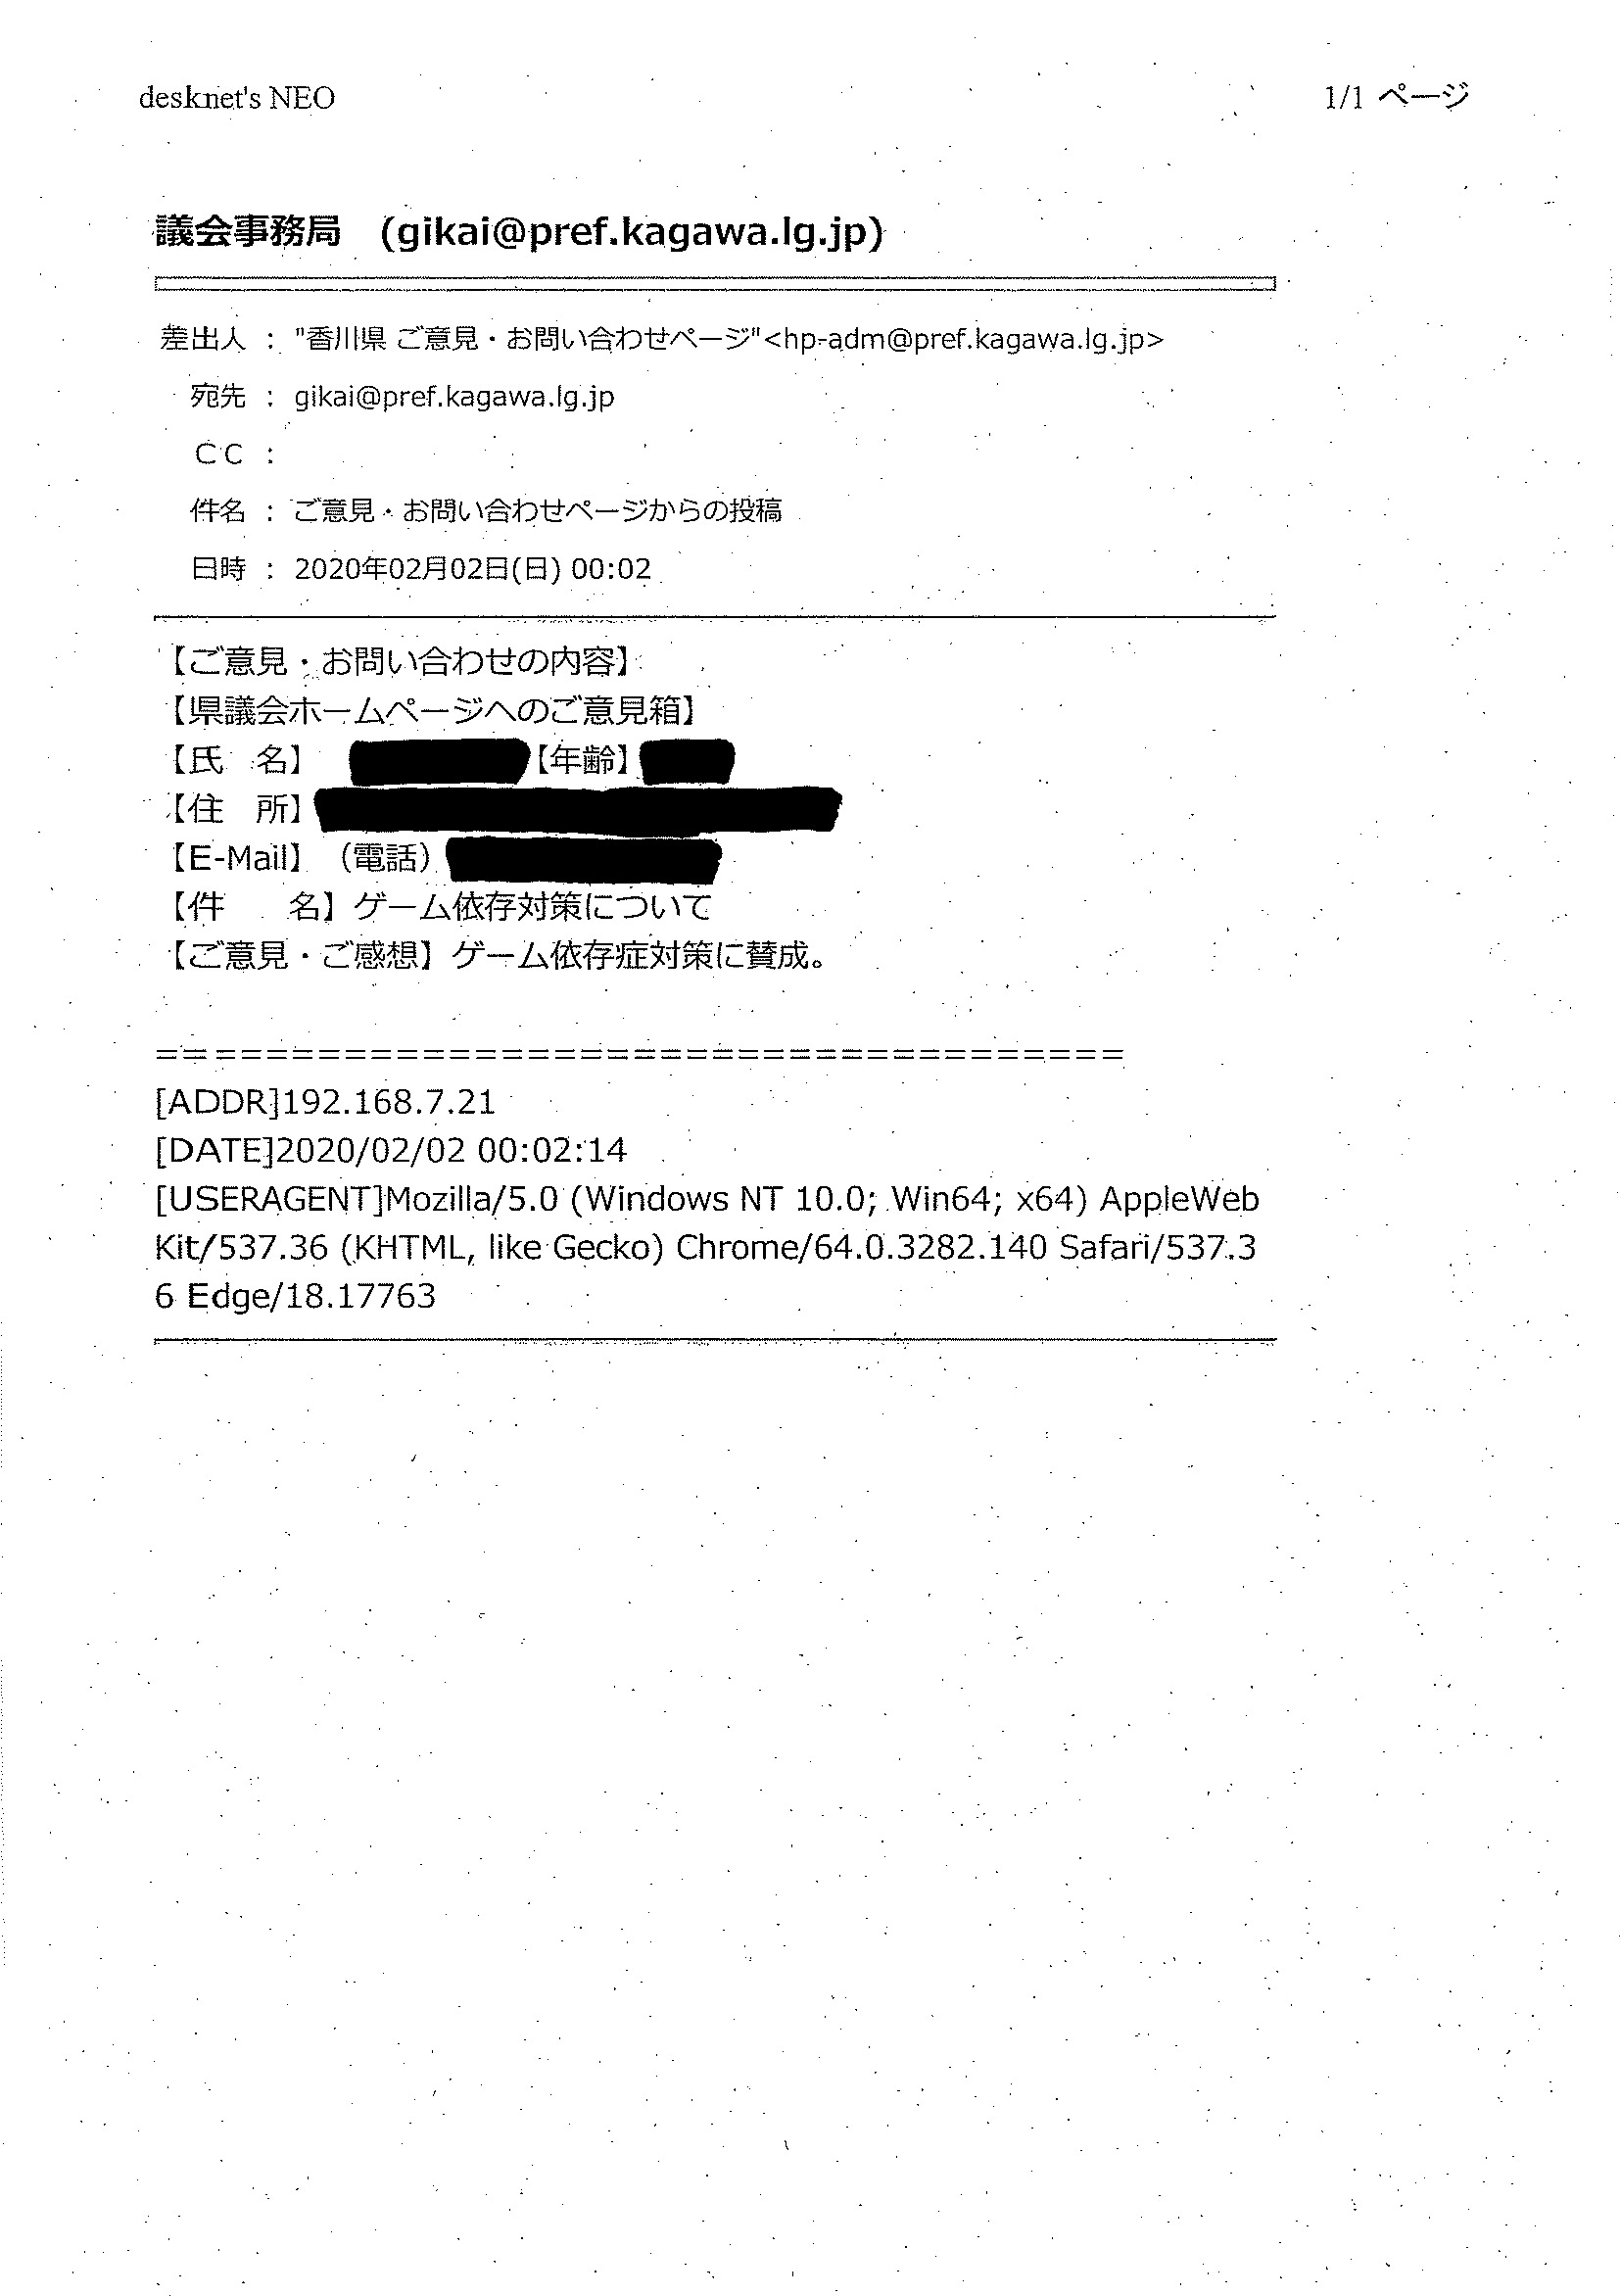 desknet's NEO
1/1 ページ
議会事務局　(gikai@pref.kagawa.lg.jp)
差出人 ： "香川県 ご意見・お問い合わせページ"<hp-adm@pref.kagawa.lg.jp>
宛先 ： gikai@pref.kagawa.lg.jp
ＣＣ ：
件名 ： ご意見・お問い合わせページからの投稿
日時 ： 2020年02月02日(日) 00:02
【ご意見・お問い合わせの内容】
【県議会ホームページへのご意見箱】
【氏　名】　【年齢】
【住　所】
【E-Mail】（電話）
【件　　名】ゲーム依存対策について
【ご意見・ご感想】ゲーム依存症対策に賛成。
=====================================
[ADDR]192.168.7.21
[DATE]2020/02/02 00:02:14
[USERAGENT]Mozilla/5.0 (Windows NT 10.0; Win64; x64) AppleWeb
Kit/537.36 (KHTML, like Gecko) Chrome/64.0.3282.140 Safari/537.3
6 Edge/18.17763